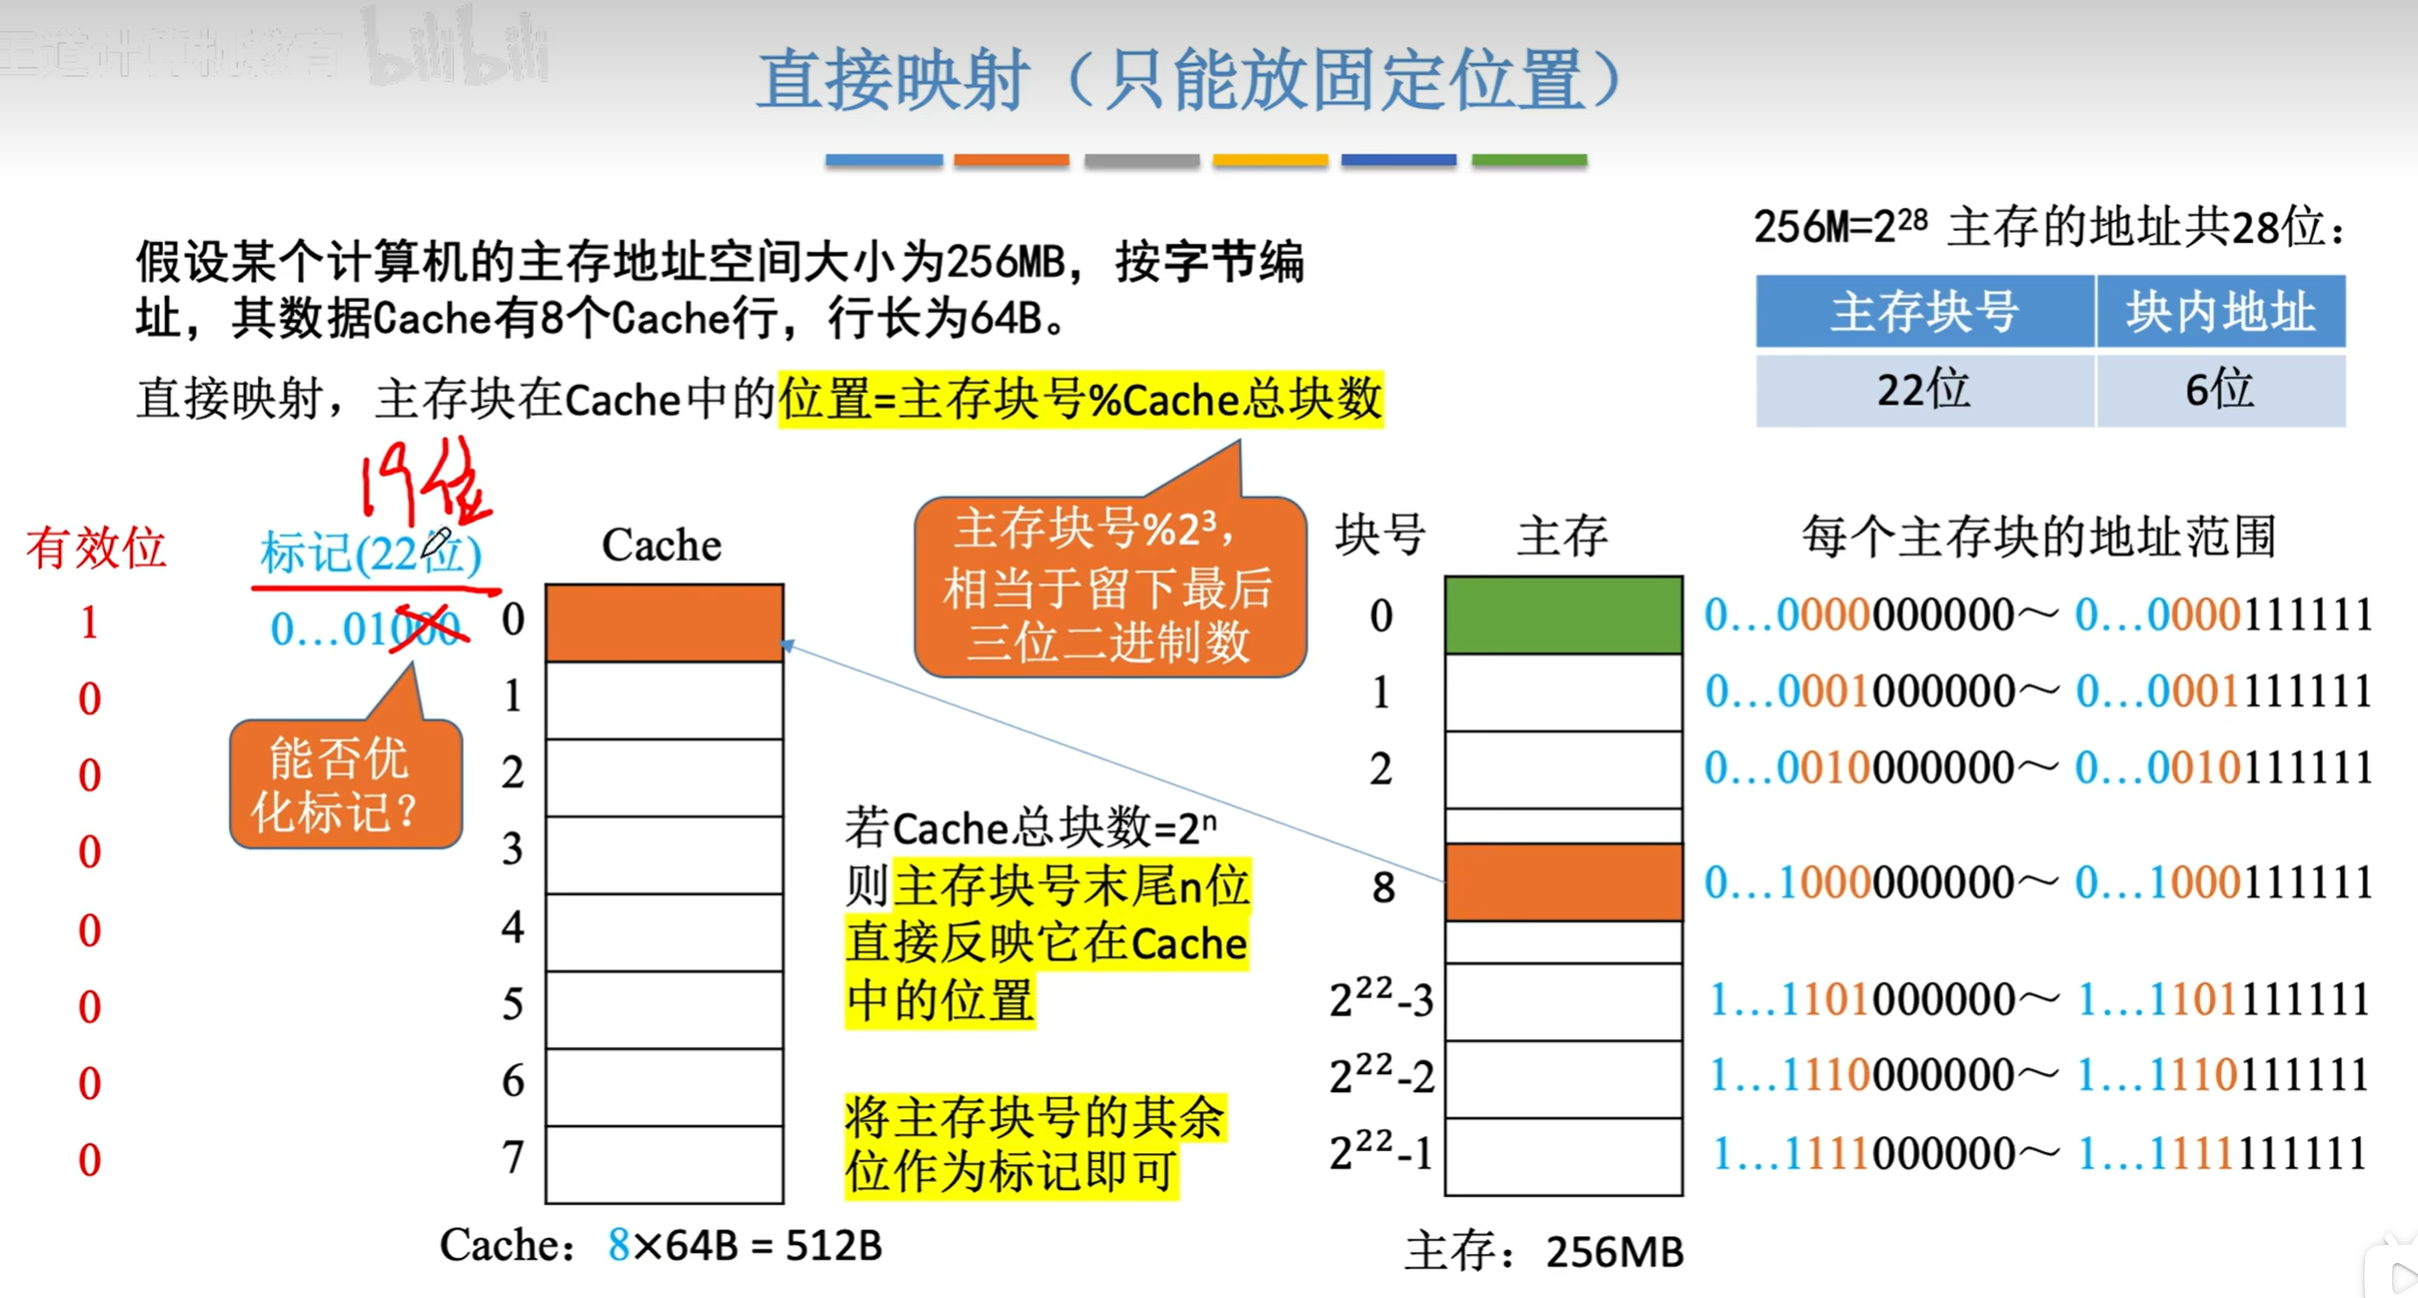 王道计算机教育 bilibili
直接映射（只能放固定位置）
256M=2²⁸ 主存的地址共28位：
主存块号 块内地址
22位 6位
假设某个计算机的主存地址空间大小为256MB，按字节编
址，其数据Cache有8个Cache行，行长为64B。
直接映射，主存块在Cache中的位置=主存块号%Cache总块数
19位
主存块号%2³，
相当于留下最后
三位二进制数
有效位 标记(22位) Cache 块号 主存 每个主存块的地址范围
1 0…01000 0 0 0…0000000000～ 0…0000111111
0 1 1 0…0001000000～ 0…0001111111
0 2 2 0…0010000000～ 0…0010111111
能否优
化标记？
0 3
若Cache总块数=2ⁿ
则主存块号末尾n位
直接反映它在Cache
中的位置
8 0…1000000000～ 0…1000111111
0 4
0 5 2²²-3 1…1101000000～ 1…1101111111
0 6 2²²-2 1…1110000000～ 1…1110111111
将主存块号的其余
位作为标记即可
0 7 2²²-1 1…1111000000～ 1…1111111111
Cache：8×64B = 512B 主存：256MB